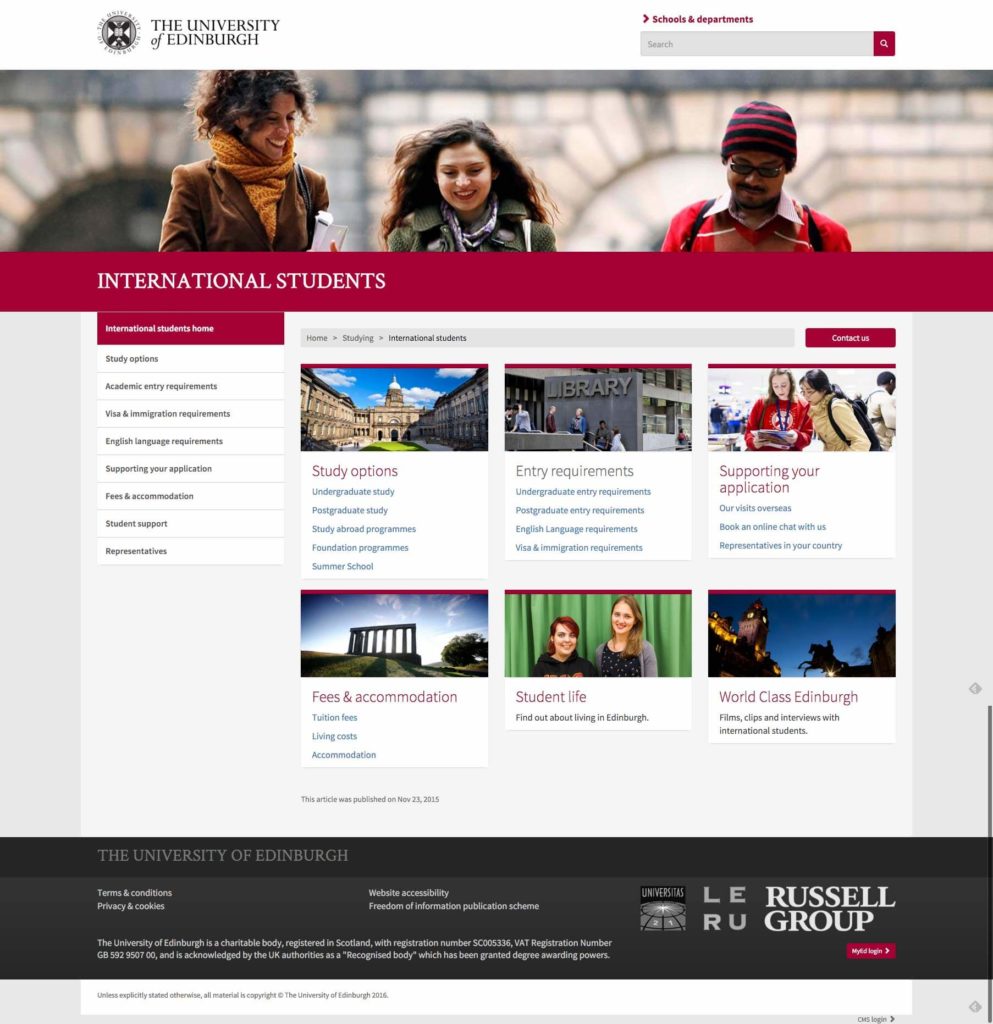 THE UNIVERSITY
of EDINBURGH
Schools & departments
Search
INTERNATIONAL STUDENTS
International students home
Study options
Academic entry requirements
Visa & immigration requirements
English language requirements
Supporting your application
Fees & accommodation
Student support
Representatives
Home > Studying > International students
Contact us
LIBRARY
Study options
Undergraduate study
Postgraduate study
Study abroad programmes
Foundation programmes
Summer School
Entry requirements
Undergraduate entry requirements
Postgraduate entry requirements
English Language requirements
Visa & immigration requirements
Supporting your
application
Our visits overseas
Book an online chat with us
Representatives in your country
Fees & accommodation
Tuition fees
Living costs
Accommodation
Student life
Find out about living in Edinburgh.
World Class Edinburgh
Films, clips and interviews with
international students.
This article was published on Nov 23, 2015
THE UNIVERSITY OF EDINBURGH
Terms & conditions
Privacy & cookies
Website accessibility
Freedom of information publication scheme
UNIVERSITAS
21
LE
RU
RUSSELL
GROUP
The University of Edinburgh is a charitable body, registered in Scotland, with registration number SC005336, VAT Registration Number
GB 592 9507 00, and is acknowledged by the UK authorities as a "Recognised body" which has been granted degree awarding powers.
MyEd login
Unless explicitly stated otherwise, all material is copyright © The University of Edinburgh 2016.
CMS login